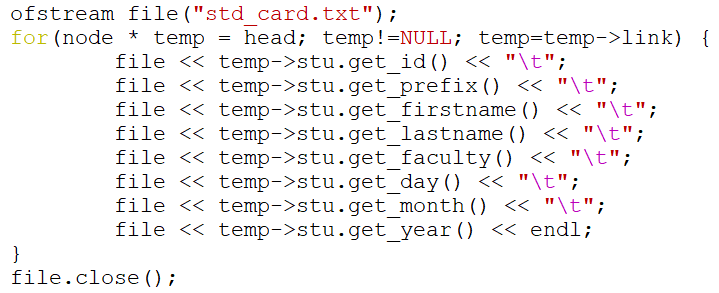 ofstream file("std_card.txt");
for(node * temp = head; temp!=NULL; temp=temp->link) {
        file << temp->stu.get_id() << "\t";
        file << temp->stu.get_prefix() << "\t";
        file << temp->stu.get_firstname() << "\t";
        file << temp->stu.get_lastname() << "\t";
        file << temp->stu.get_faculty() << "\t";
        file << temp->stu.get_day() << "\t";
        file << temp->stu.get_month() << "\t";
        file << temp->stu.get_year() << endl;
}
file.close();